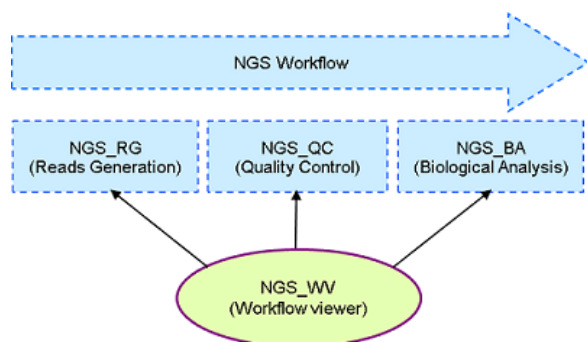 NGS Workflow
NGS_RG
(Reads Generation)
NGS_QC
(Quality Control)
NGS_BA
(Biological Analysis)
NGS_WV
(Workflow viewer)